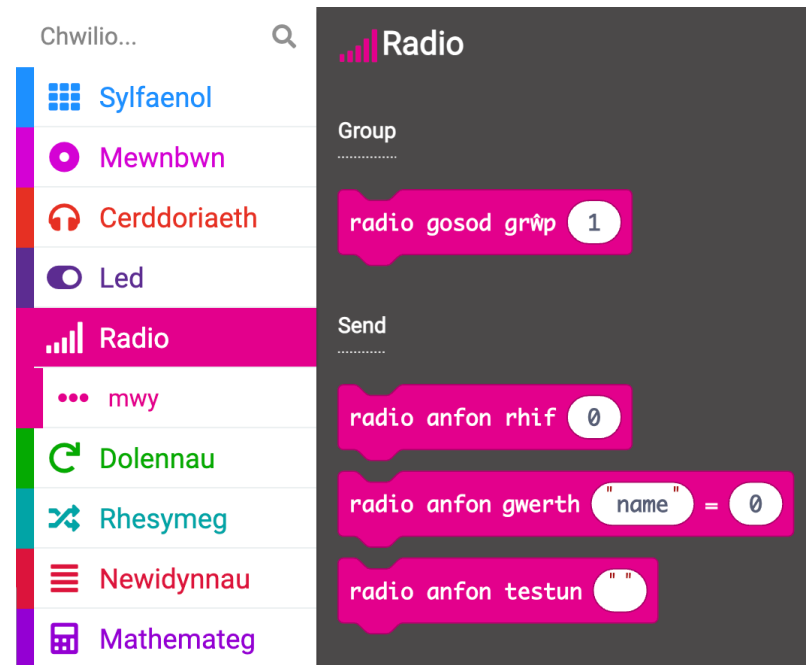 Chwilio...
Sylfaenol
Mewnbwn
Cerddoriaeth
Led
Radio
mwy
Dolennau
Rhesymeg
Newidynnau
Mathemateg
Radio
Group
radio gosod grŵp 1
Send
radio anfon rhif 0
radio anfon gwerth "name" = 0
radio anfon testun " "